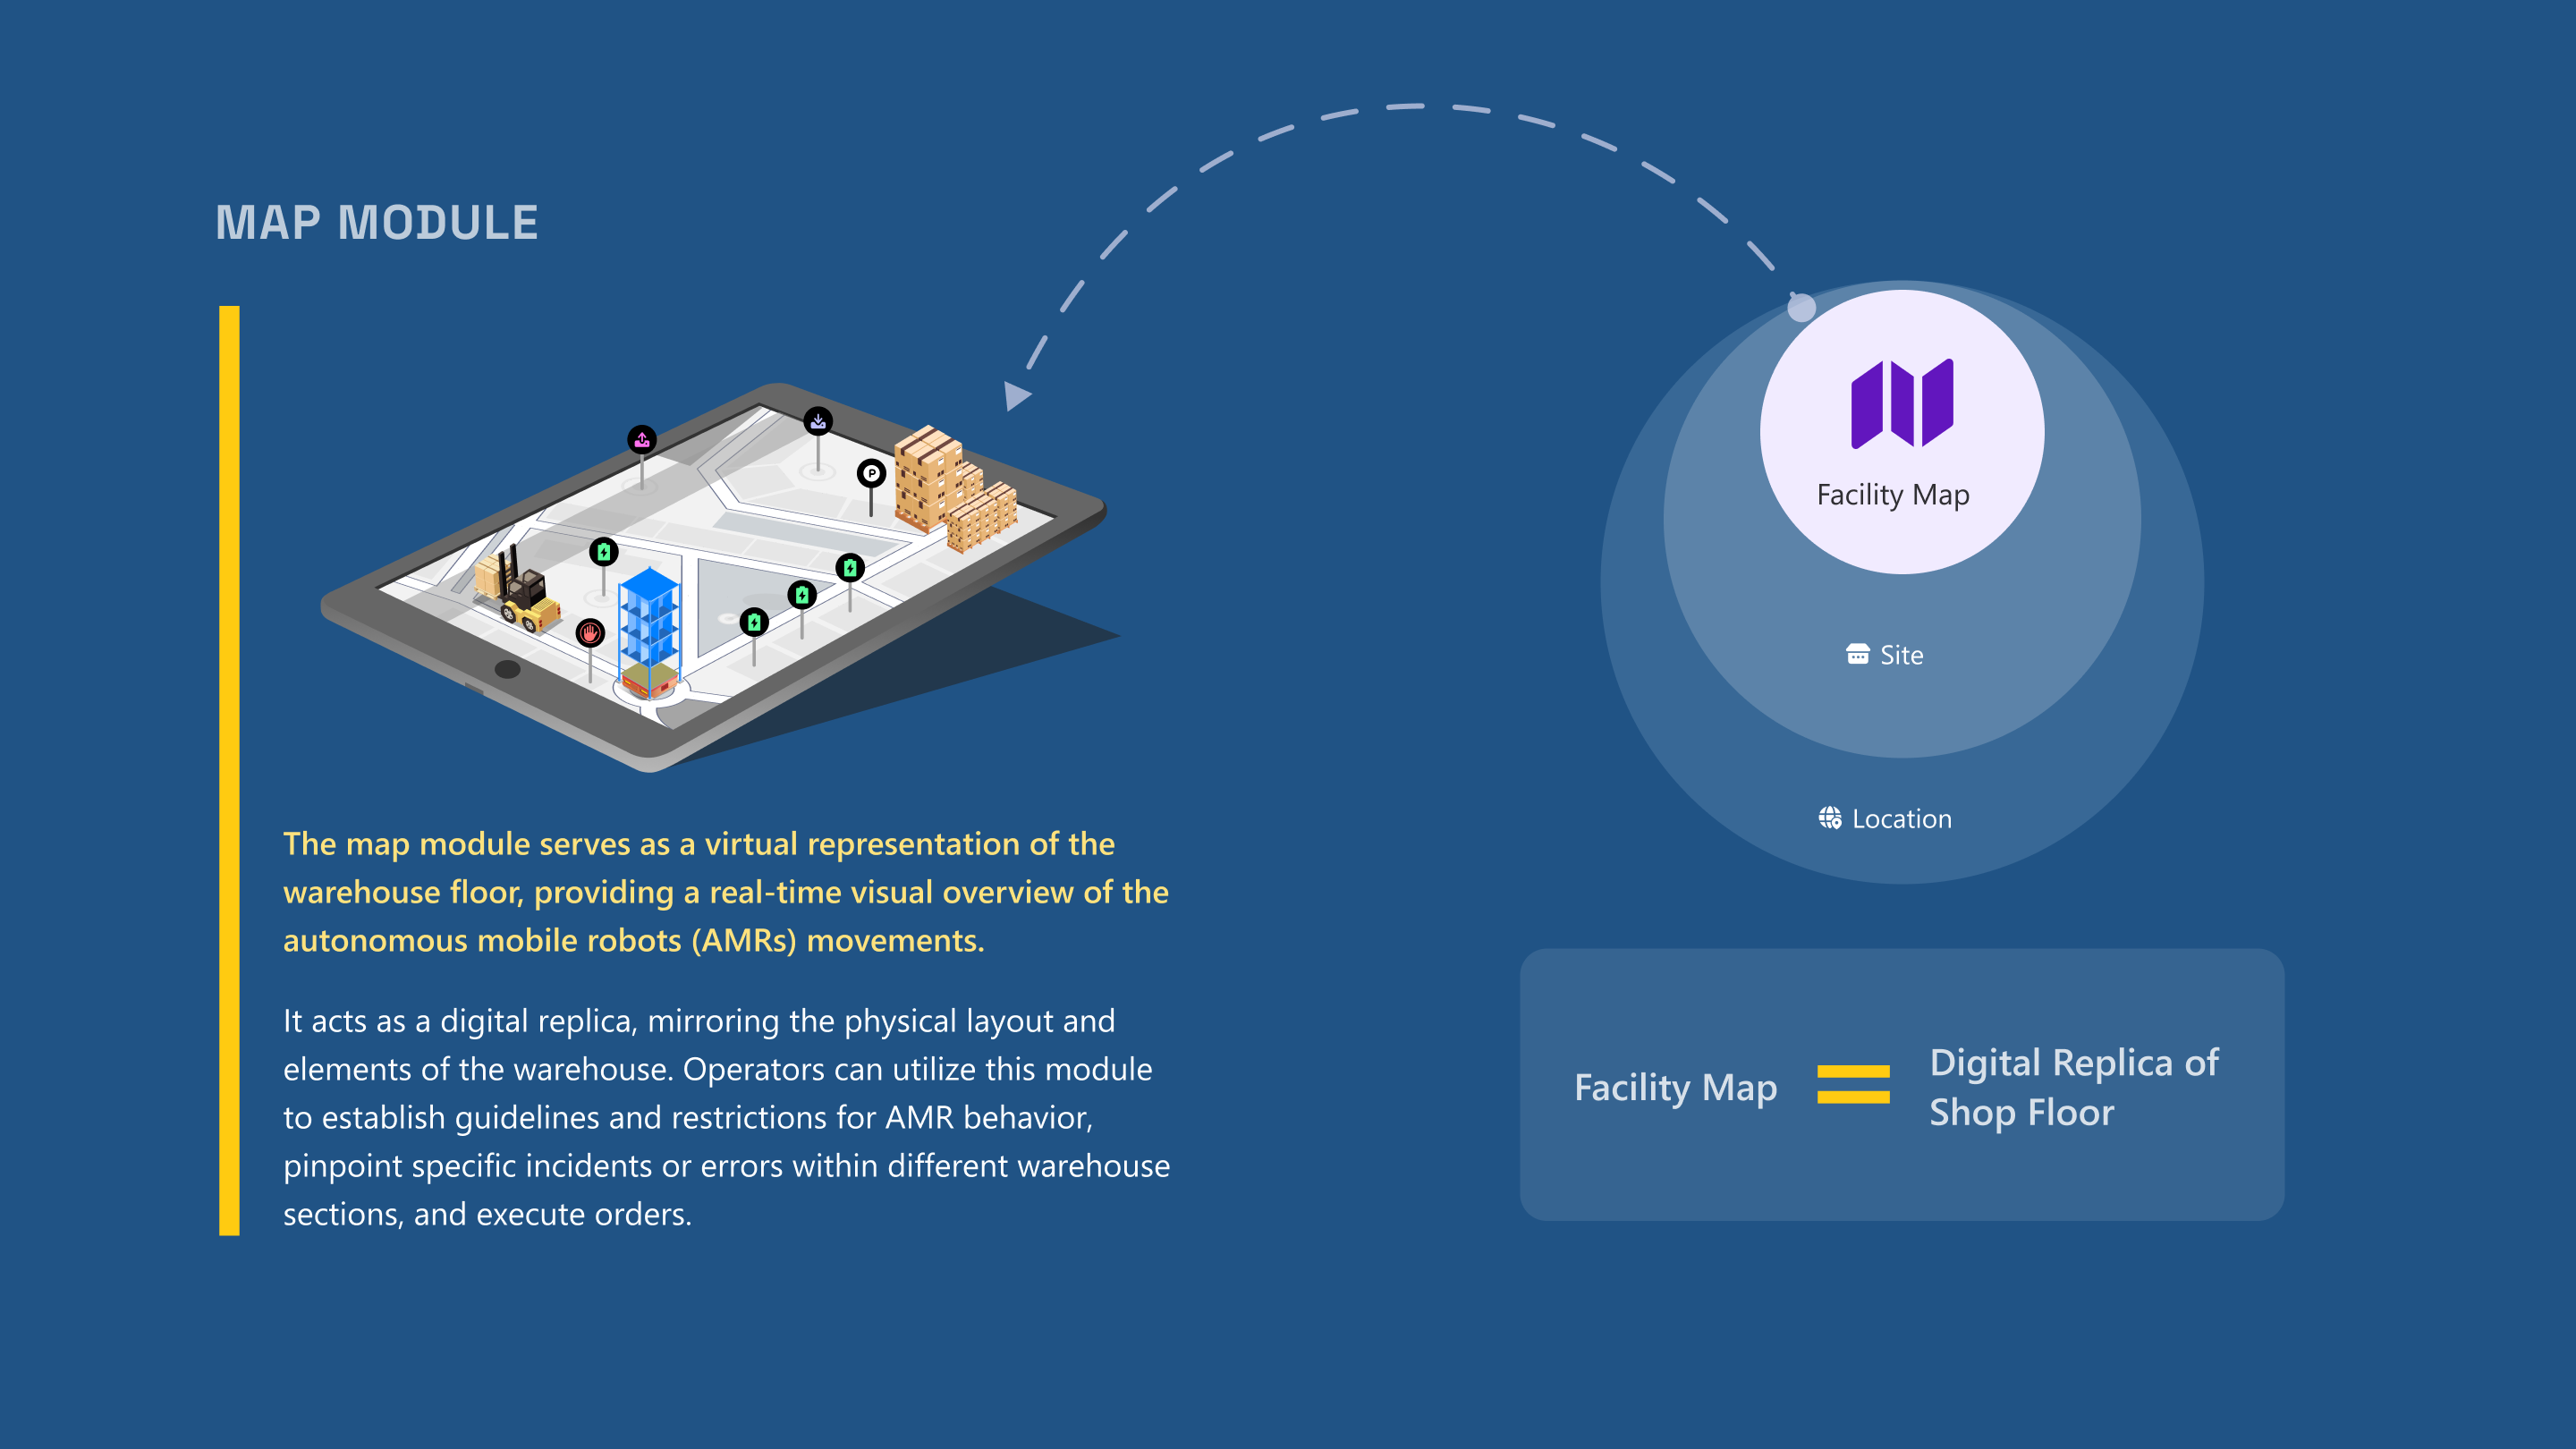 MAP MODULE
P
The map module serves as a virtual representation of the
warehouse floor, providing a real-time visual overview of the
autonomous mobile robots (AMRs) movements.
It acts as a digital replica, mirroring the physical layout and
elements of the warehouse. Operators can utilize this module
to establish guidelines and restrictions for AMR behavior,
pinpoint specific incidents or errors within different warehouse
sections, and execute orders.
Facility Map
Site
Location
Facility Map
Digital Replica of
Shop Floor